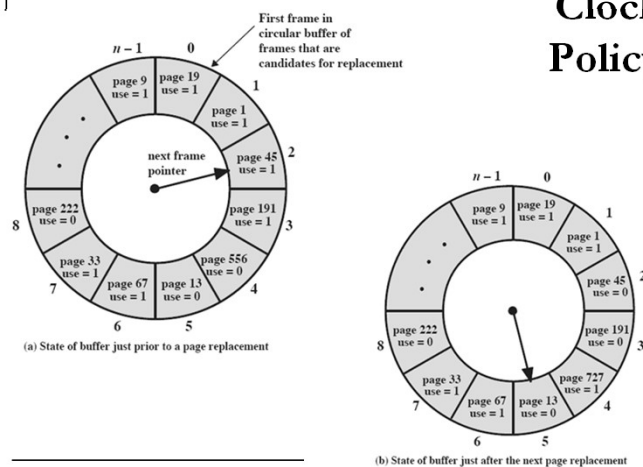 Clock
Policy
First frame in
circular buffer of
frames that are
candidates for replacement
n – 1
0
page 9
use = 1
page 19
use = 1
1
page 1
use = 1
2
page 45
use = 1
next frame
pointer
3
page 191
use = 1
4
page 556
use = 0
5
page 13
use = 0
6
page 67
use = 1
7
page 33
use = 1
8
page 222
use = 0
(a) State of buffer just prior to a page replacement
n – 1
0
page 9
use = 1
page 19
use = 1
1
page 1
use = 1
2
page 45
use = 0
3
page 191
use = 0
4
page 727
use = 1
5
page 13
use = 0
6
page 67
use = 1
7
page 33
use = 1
8
page 222
use = 0
(b) State of buffer just after the next page replacement